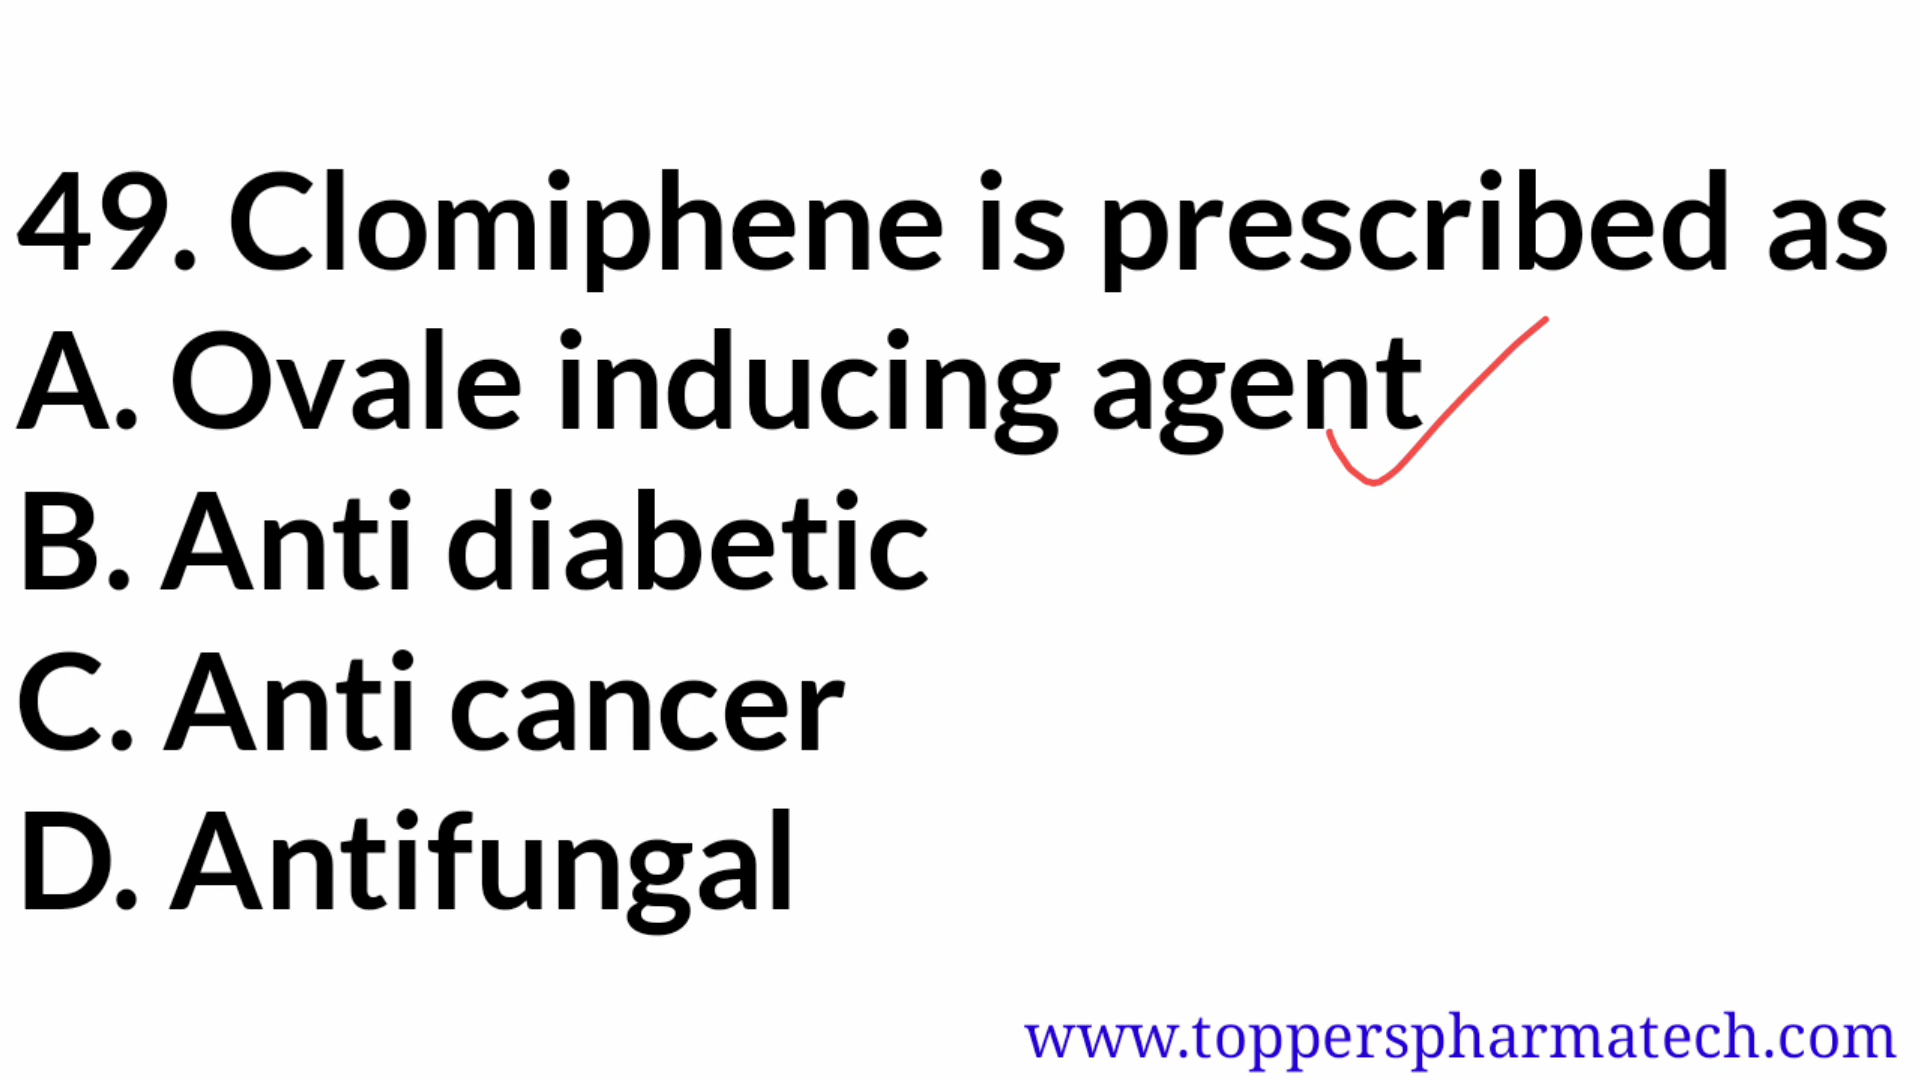 49. Clomiphene is prescribed as
A. Ovale inducing agent
B. Anti diabetic
C. Anti cancer
D. Antifungal
www.topperspharmatech.com